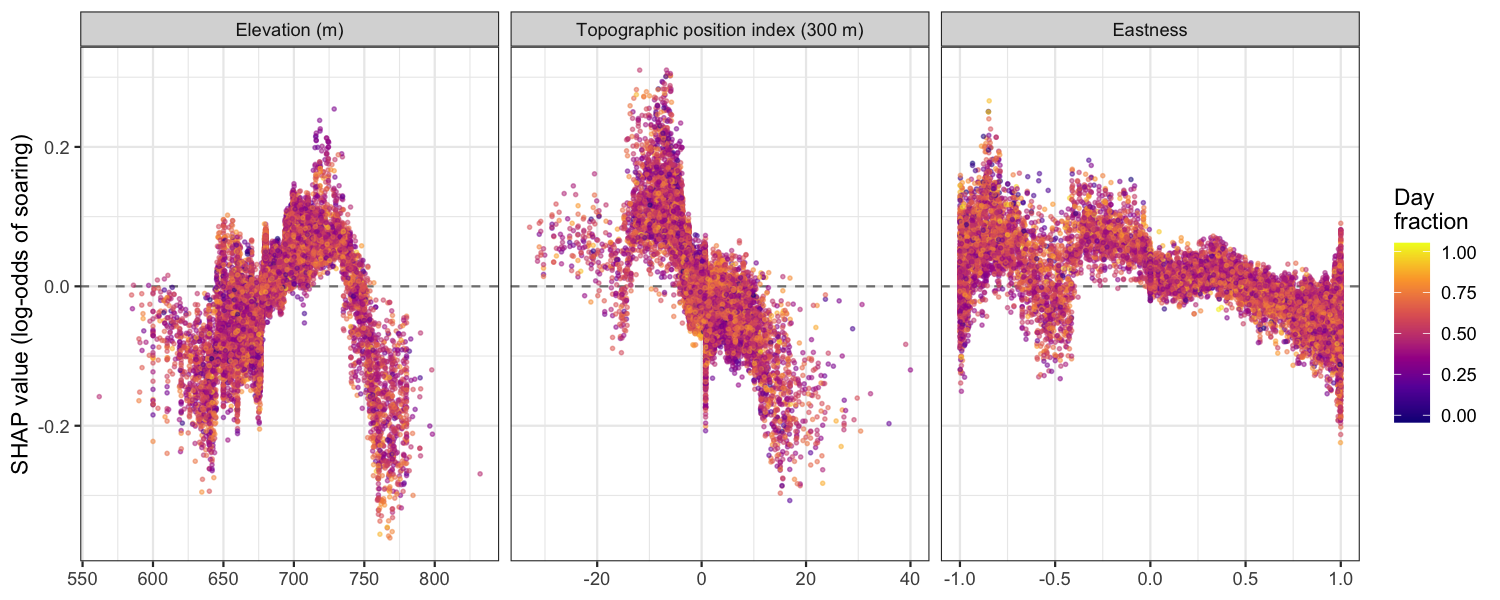 Elevation (m)
Topographic position index (300 m)
Eastness
SHAP value (log-odds of soaring)
0.2
0.0
-0.2
550 600 650 700 750 800
-20 0 20 40
-1.0 -0.5 0.0 0.5 1.0
Day
fraction
1.00
0.75
0.50
0.25
0.00